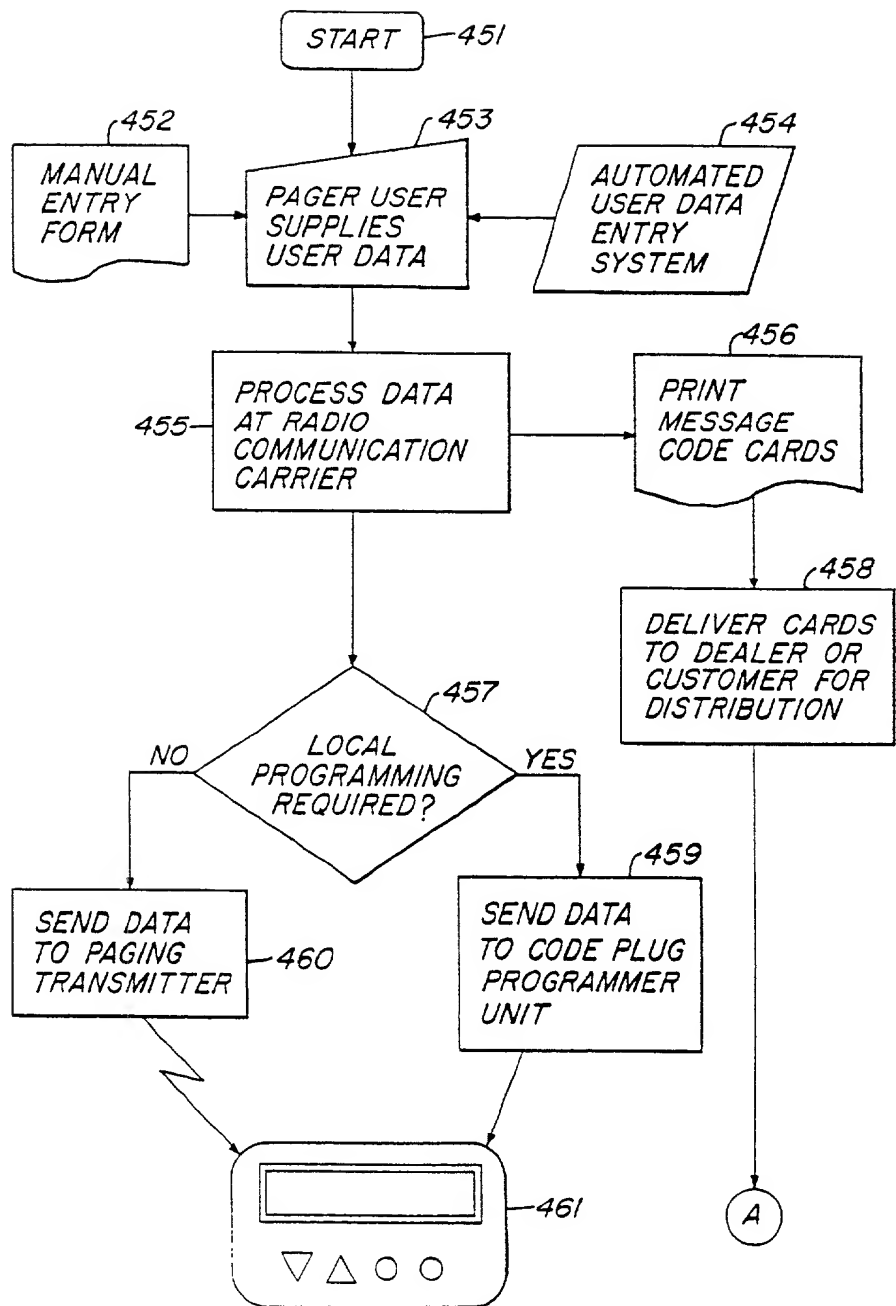 START
451
452
453
454
MANUAL
ENTRY
FORM
PAGER USER
SUPPLIES
USER DATA
AUTOMATED
USER DATA
ENTRY
SYSTEM
455
PROCESS DATA
AT RADIO
COMMUNICATION
CARRIER
456
PRINT
MESSAGE
CODE CARDS
458
DELIVER CARDS
TO DEALER OR
CUSTOMER FOR
DISTRIBUTION
457
NO
LOCAL
PROGRAMMING
REQUIRED?
YES
SEND DATA
TO PAGING
TRANSMITTER
460
459
SEND DATA
TO CODE PLUG
PROGRAMMER
UNIT
461
A